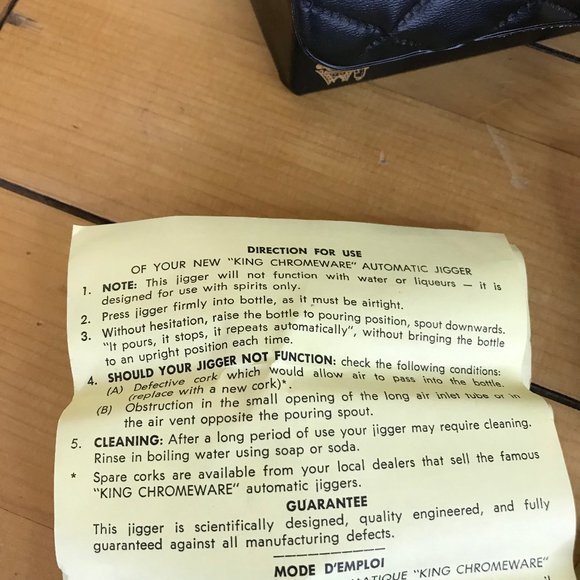 DIRECTION FOR USE
OF YOUR NEW "KING CHROMEWARE" AUTOMATIC JIGGER
1. NOTE: This jigger will not function with water or liqueurs — it is
designed for use with spirits only.
2. Press jigger firmly into bottle, as it must be airtight.
3. Without hesitation, raise the bottle to pouring position, spout downwards.
"It pours, it stops, it repeats automatically", without bringing the bottle
to an upright position each time.
4. SHOULD YOUR JIGGER NOT FUNCTION: check the following conditions:
(A) Defective cork which would allow air to pass into the bottle.
(replace with a new cork)*.
(B) Obstruction in the small opening of the long air inlet tube or in
the air vent opposite the pouring spout.
5. CLEANING: After a long period of use your jigger may require cleaning.
Rinse in boiling water using soap or soda.
* Spare corks are available from your local dealers that sell the famous
"KING CHROMEWARE" automatic jiggers.
GUARANTEE
This jigger is scientifically designed, quality engineered, and fully
guaranteed against all manufacturing defects.
MODE D'EMPLOI
"KING CHROMEWARE"